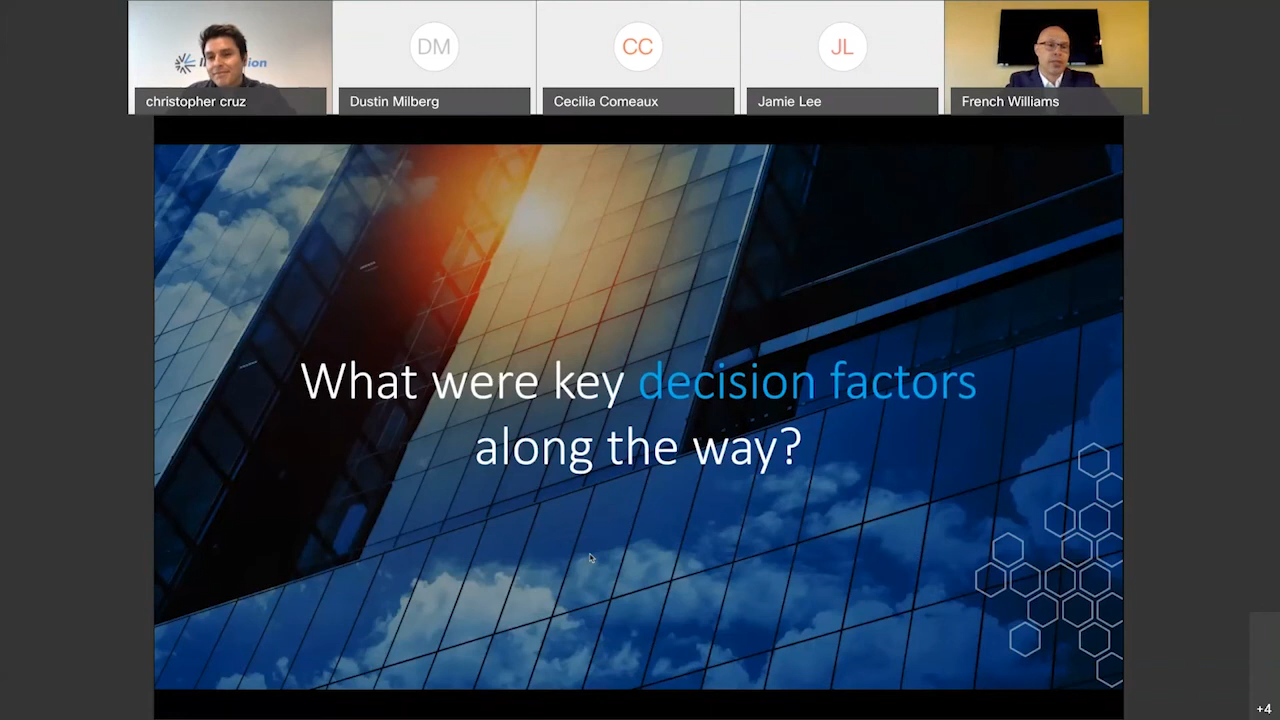 DM
CC
JL
christopher cruz
Dustin Milberg
Cecilia Comeaux
Jamie Lee
French Williams
What were key decision factors
along the way?
+4